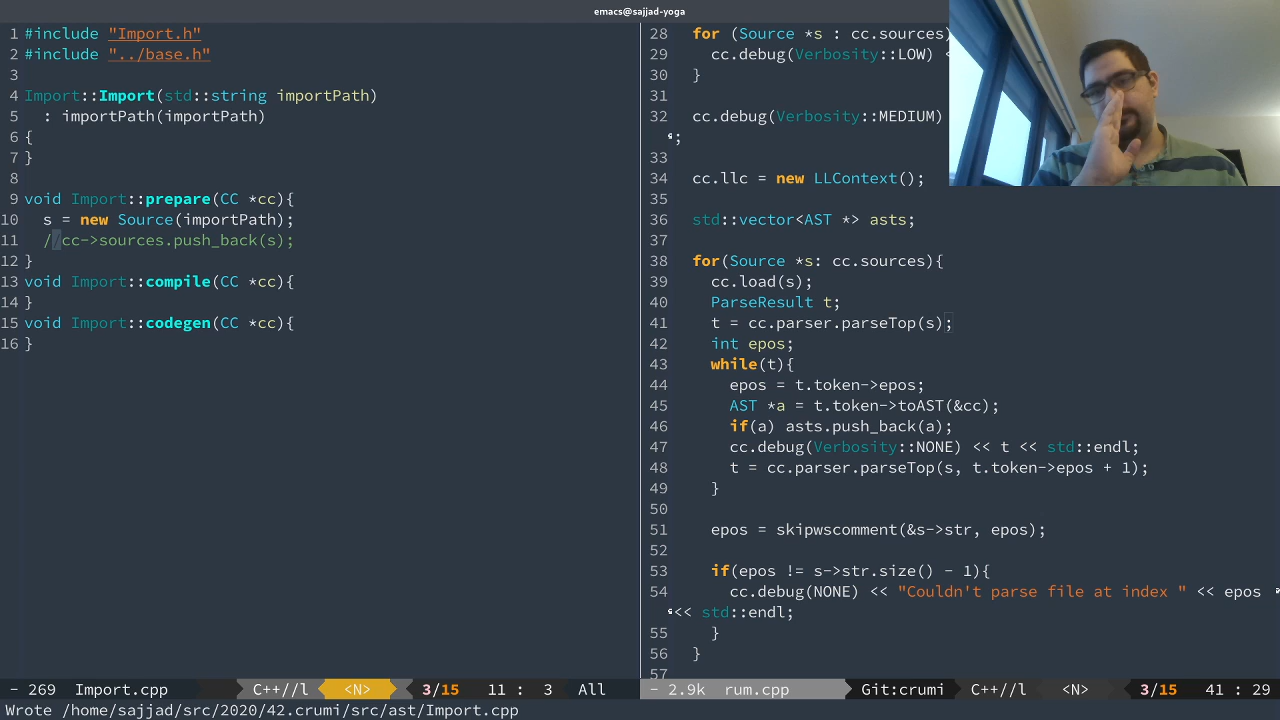 emacs@sajjad-yoga
1 #include "Import.h"
2 #include "../base.h"
3
4 Import::Import(std::string importPath)
5   : importPath(importPath)
6 {
7 }
8
9 void Import::prepare(CC *cc){
10   s = new Source(importPath);
11   //cc->sources.push_back(s);
12 }
13 void Import::compile(CC *cc){
14 }
15 void Import::codegen(CC *cc){
16 }
- 269 Import.cpp C++//l <N> 3/15 11 : 3 All
28   for (Source *s : cc.sources)
29     cc.debug(Verbosity::LOW)
30   }
31
32   cc.debug(Verbosity::MEDIUM)
;
33
34   cc.llc = new LLContext();
35
36   std::vector<AST *> asts;
37
38   for(Source *s: cc.sources){
39     cc.load(s);
40     ParseResult t;
41     t = cc.parser.parseTop(s);
42     int epos;
43     while(t){
44       epos = t.token->epos;
45       AST *a = t.token->toAST(&cc);
46       if(a) asts.push_back(a);
47       cc.debug(Verbosity::NONE) << t << std::endl;
48       t = cc.parser.parseTop(s, t.token->epos + 1);
49     }
50
51     epos = skipwscomment(&s->str, epos);
52
53     if(epos != s->str.size() - 1){
54       cc.debug(NONE) << "Couldn't parse file at index " << epos
<< std::endl;
55     }
56   }
57
- 2.9k rum.cpp Git:crumi C++//l <N> 3/15 41 : 29
Wrote /home/sajjad/src/2020/42.crumi/src/ast/Import.cpp